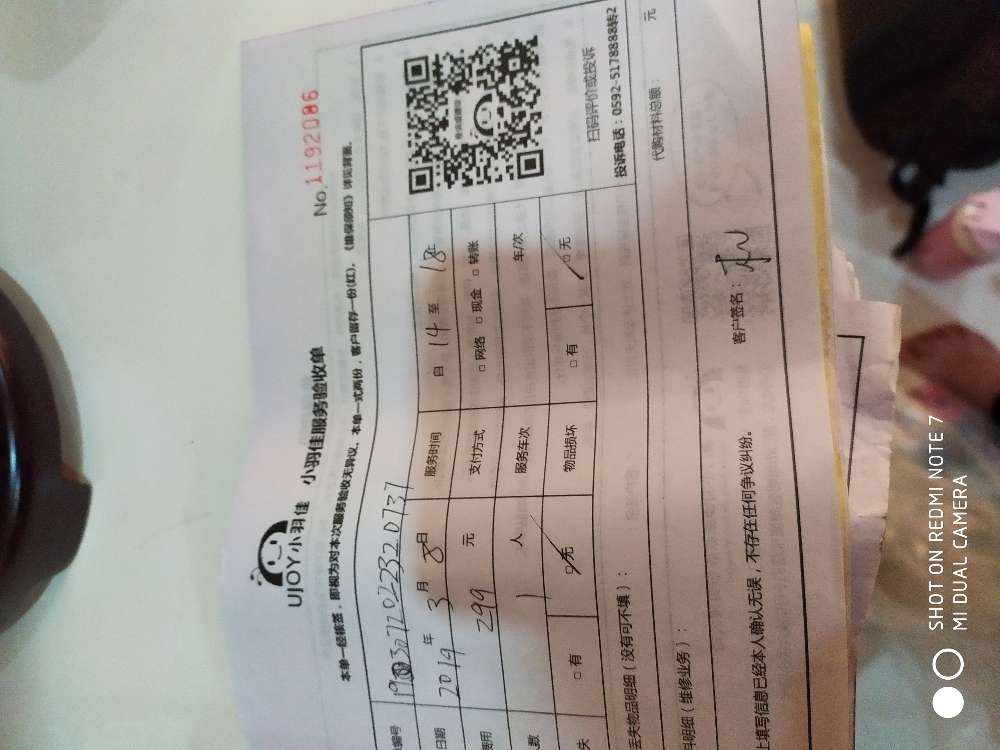 UJOY小羽佳 小羽佳服务验收单
No.1192086
本单一经核签，即视为对本次服务验收无异议、本单一式两份，客户留存一份(红)。《维保须知》详见背面。
编号
日期 2019 年 3 月 8 日 服务时间 自 14 至 18
费用 299 元 支付方式 □ 网络 □ 现金 □ 转账
人数 1 人 服务车次 车/次
失 □ 有 □ 无 物品损坏 □ 有 □ 无
扫码评价或投诉
投诉电话：0592-5178888转2
丢失物品明细（没有可不填）：
代购材料总额： 元
料明细（维修业务）：
上填写信息已经本人确认无误，不存在任何争议纠纷。 客户签名：
SHOT ON REDMI NOTE 7
MI DUAL CAMERA